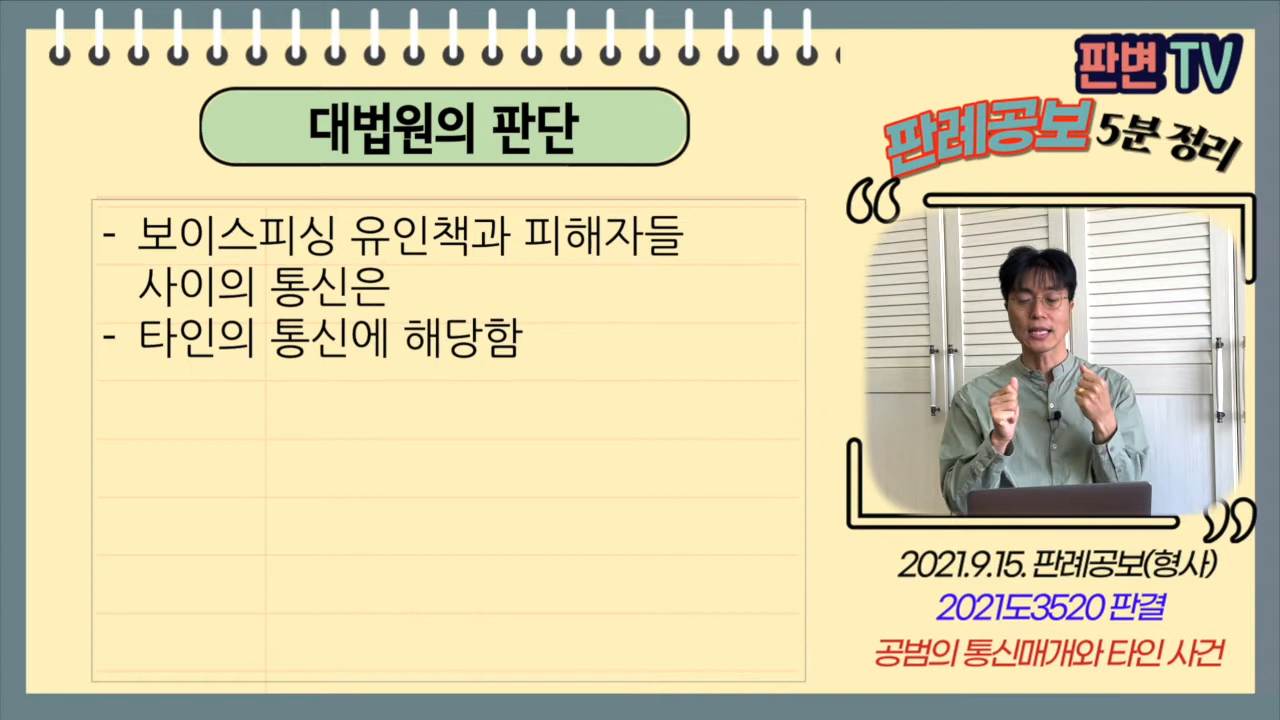 대법원의 판단
- 보이스피싱 유인책과 피해자들
사이의 통신은
- 타인의 통신에 해당함
판변 TV
판례공보 5분 정리
2021.9.15. 판례공보(형사)
2021도3520 판결
공범의 통신매개와 타인 사건